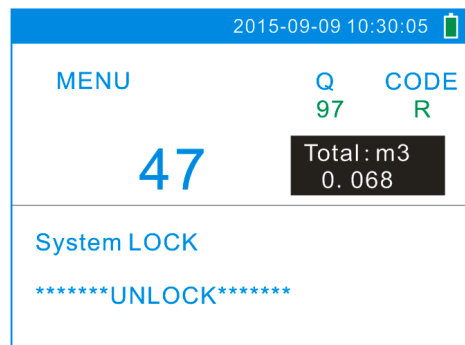 2015-09-09 10:30:05
MENU Q CODE
97 R
47
Total: m3
0. 068
System LOCK
*******UNLOCK*******